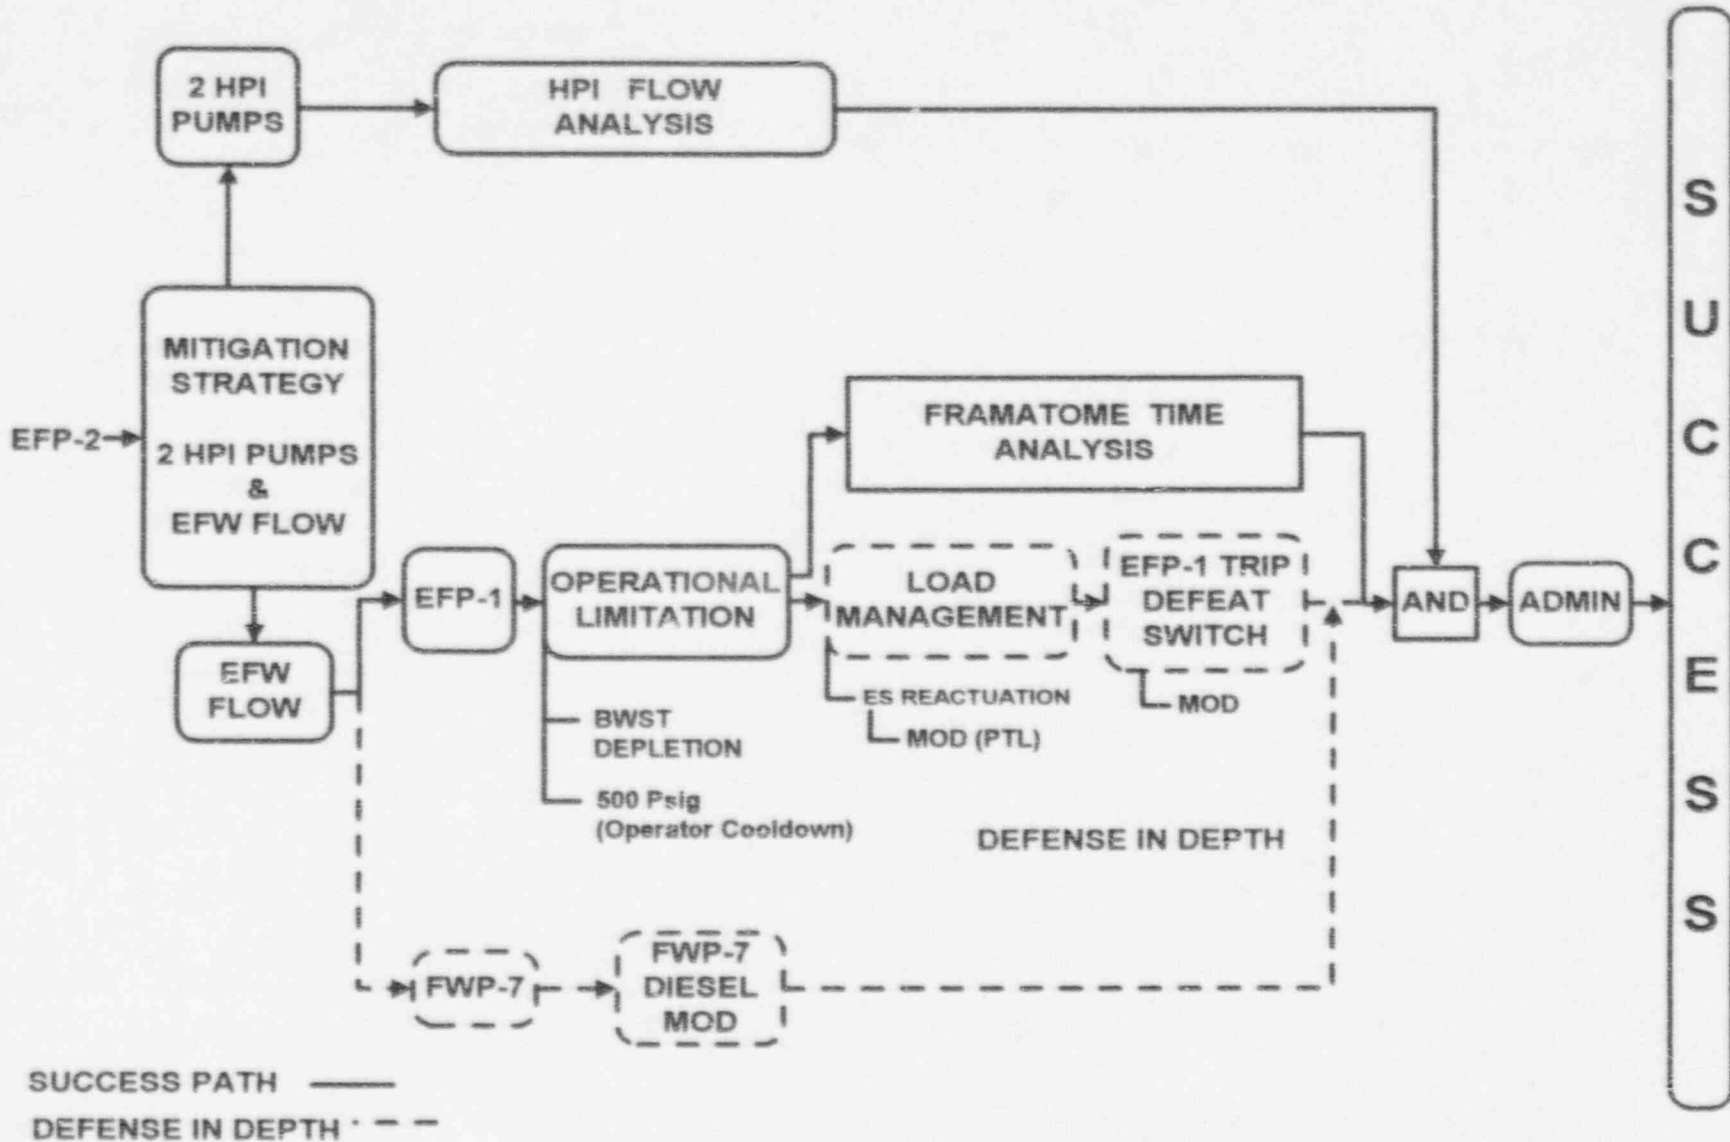 2 HPI
PUMPS
HPI FLOW
ANALYSIS
MITIGATION
STRATEGY
2 HPI PUMPS
&
EFW FLOW
EFP-2
EFW
FLOW
EFP-1
OPERATIONAL
LIMITATION
BWST
DEPLETION
500 Psig
(Operator Cooldown)
FRAMATOME TIME
ANALYSIS
LOAD
MANAGEMENT
ES REACTUATION
MOD (PTL)
EFP-1 TRIP
DEFEAT
SWITCH
MOD
DEFENSE IN DEPTH
FWP-7
FWP-7
DIESEL
MOD
AND
ADMIN
S
U
C
C
E
S
S
SUCCESS PATH
DEFENSE IN DEPTH